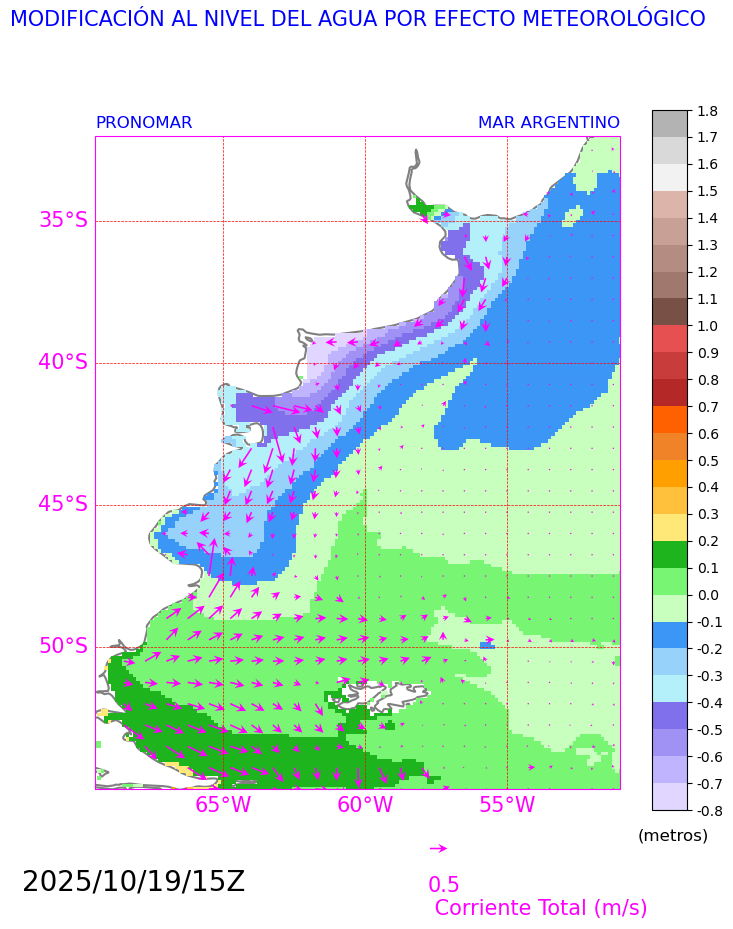 MODIFICACIÓN AL NIVEL DEL AGUA POR EFECTO METEOROLÓGICO
PRONOMAR
MAR ARGENTINO
35°S
40°S
45°S
50°S
65°W
60°W
55°W
1.8
1.7
1.6
1.5
1.4
1.3
1.2
1.1
1.0
0.9
0.8
0.7
0.6
0.5
0.4
0.3
0.2
0.1
0.0
-0.1
-0.2
-0.3
-0.4
-0.5
-0.6
-0.7
-0.8
(metros)
2025/10/19/15Z
0.5
Corriente Total (m/s)